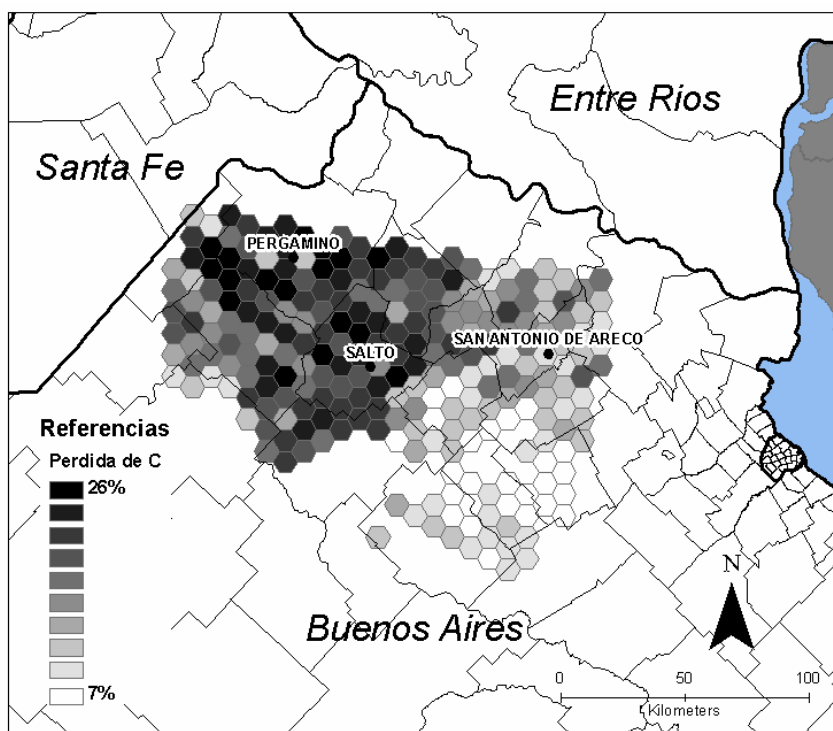 Entre Rios
Santa Fe
PERGAMINO
SAN ANTONIO DE ARECO
SALTO
Referencias
Perdida de C
26%
7%
Buenos Aires
N
0 50 100
Kilometers